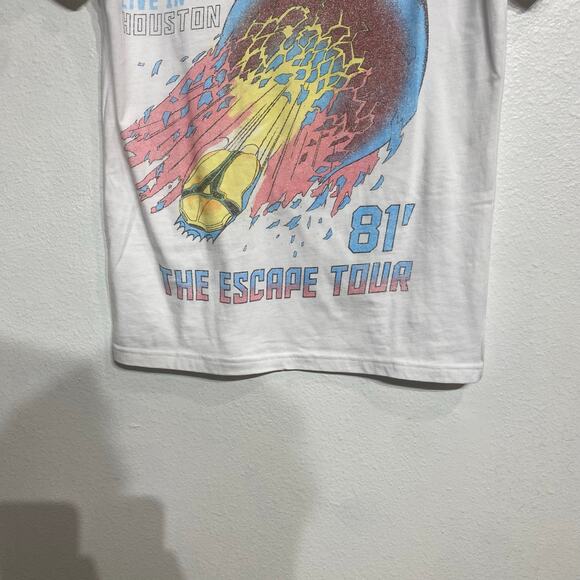 LIVE IN
HOUSTON
81'
THE ESCAPE TOUR